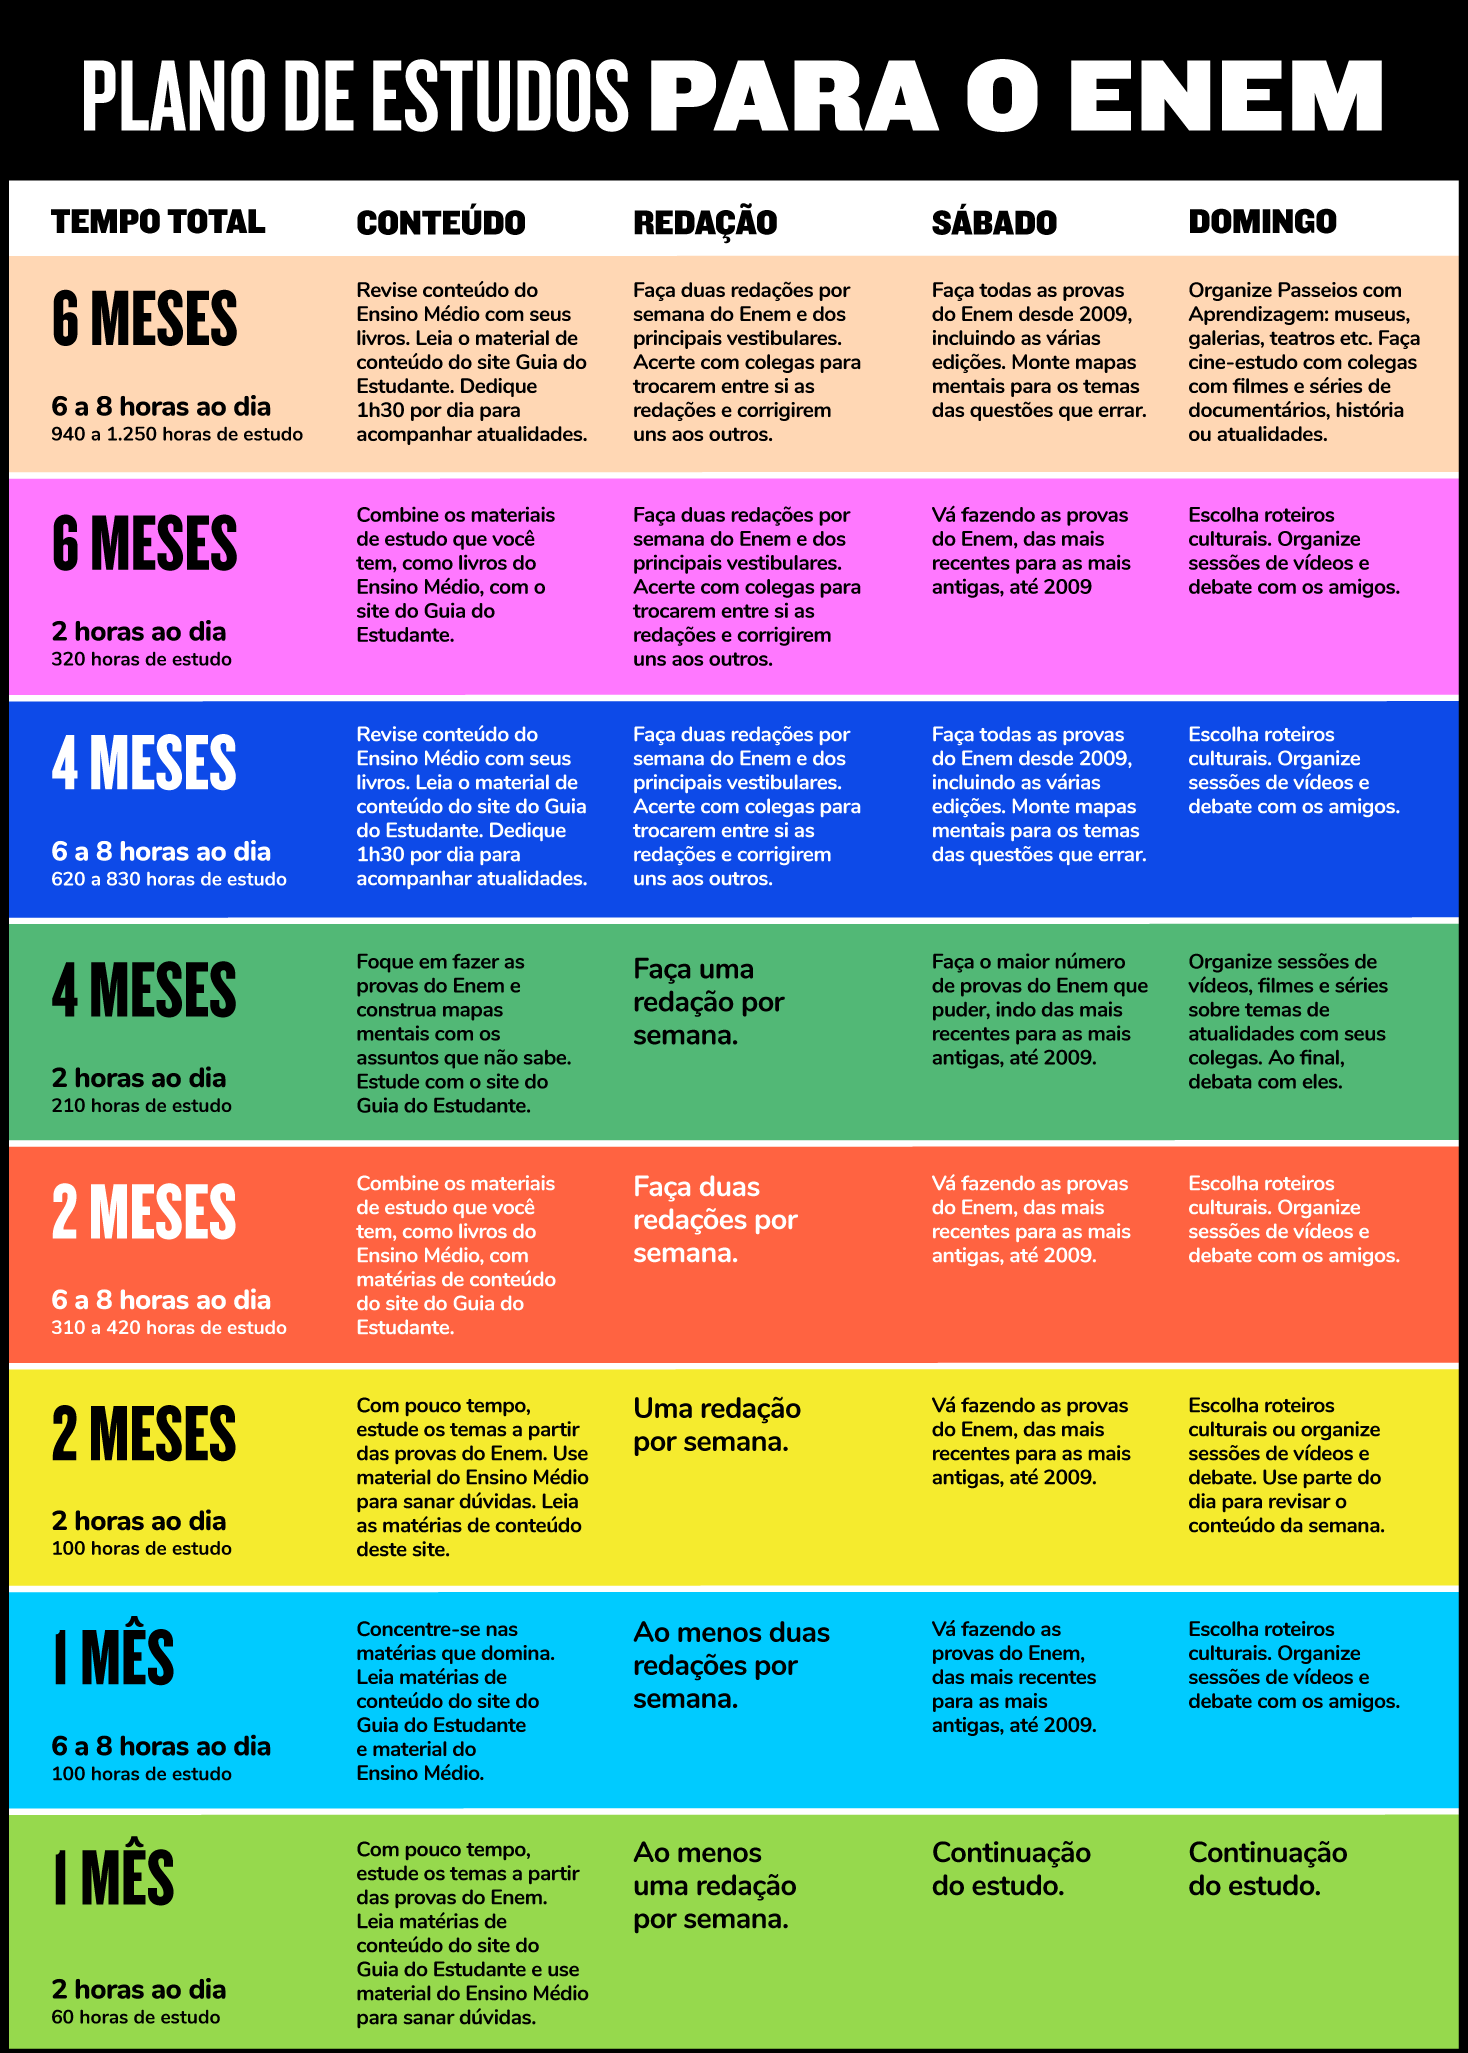 PLANO DE ESTUDOS PARA O ENEM
TEMPO TOTAL
CONTEÚDO
REDAÇÃO
SÁBADO
DOMINGO
6 MESES
6 a 8 horas ao dia
940 a 1.250 horas de estudo
Revise conteúdo do
Ensino Médio com seus
livros. Leia o material de
conteúdo do site Guia do
Estudante. Dedique
1h30 por dia para
acompanhar atualidades.
Faça duas redações por
semana do Enem e dos
principais vestibulares.
Acerte com colegas para
trocarem entre si as
redações e corrigirem
uns aos outros.
Faça todas as provas
do Enem desde 2009,
incluindo as várias
edições. Monte mapas
mentais para os temas
das questões que errar.
Organize Passeios com
Aprendizagem: museus,
galerias, teatros etc. Faça
cine-estudo com colegas
com filmes e séries de
documentários, história
ou atualidades.
6 MESES
2 horas ao dia
320 horas de estudo
Combine os materiais
de estudo que você
tem, como livros do
Ensino Médio, com o
site do Guia do
Estudante.
Faça duas redações por
semana do Enem e dos
principais vestibulares.
Acerte com colegas para
trocarem entre si as
redações e corrigirem
uns aos outros.
Vá fazendo as provas
do Enem, das mais
recentes para as mais
antigas, até 2009
Escolha roteiros
culturais. Organize
sessões de vídeos e
debate com os amigos.
4 MESES
6 a 8 horas ao dia
620 a 830 horas de estudo
Revise conteúdo do
Ensino Médio com seus
livros. Leia o material de
conteúdo do site do Guia
do Estudante. Dedique
1h30 por dia para
acompanhar atualidades.
Faça duas redações por
semana do Enem e dos
principais vestibulares.
Acerte com colegas para
trocarem entre si as
redações e corrigirem
uns aos outros.
Faça todas as provas
do Enem desde 2009,
incluindo as várias
edições. Monte mapas
mentais para os temas
das questões que errar.
Escolha roteiros
culturais. Organize
sessões de vídeos e
debate com os amigos.
4 MESES
2 horas ao dia
210 horas de estudo
Foque em fazer as
provas do Enem e
construa mapas
mentais com os
assuntos que não sabe.
Estude com o site do
Guia do Estudante.
Faça uma
redação por
semana.
Faça o maior número
de provas do Enem que
puder, indo das mais
recentes para as mais
antigas, até 2009.
Organize sessões de
vídeos, filmes e séries
sobre temas de
atualidades com seus
colegas. Ao final,
debata com eles.
2 MESES
6 a 8 horas ao dia
310 a 420 horas de estudo
Combine os materiais
de estudo que você
tem, como livros do
Ensino Médio, com
matérias de conteúdo
do site do Guia do
Estudante.
Faça duas
redações por
semana.
Vá fazendo as provas
do Enem, das mais
recentes para as mais
antigas, até 2009.
Escolha roteiros
culturais. Organize
sessões de vídeos e
debate com os amigos.
2 MESES
2 horas ao dia
100 horas de estudo
Com pouco tempo,
estude os temas a partir
das provas do Enem. Use
material do Ensino Médio
para sanar dúvidas. Leia
as matérias de conteúdo
deste site.
Uma redação
por semana.
Vá fazendo as provas
do Enem, das mais
recentes para as mais
antigas, até 2009.
Escolha roteiros
culturais ou organize
sessões de vídeos e
debate. Use parte do
dia para revisar o
conteúdo da semana.
1 MÊS
6 a 8 horas ao dia
100 horas de estudo
Concentre-se nas
matérias que domina.
Leia matérias de
conteúdo do site do
Guia do Estudante
e material do
Ensino Médio.
Ao menos duas
redações por
semana.
Vá fazendo as
provas do Enem,
das mais recentes
para as mais
antigas, até 2009.
Escolha roteiros
culturais. Organize
sessões de vídeos e
debate com os amigos.
1 MÊS
2 horas ao dia
60 horas de estudo
Com pouco tempo,
estude os temas a partir
das provas do Enem.
Leia matérias de
conteúdo do site do
Guia do Estudante e use
material do Ensino Médio
para sanar dúvidas.
Ao menos
uma redação
por semana.
Continuação
do estudo.
Continuação
do estudo.